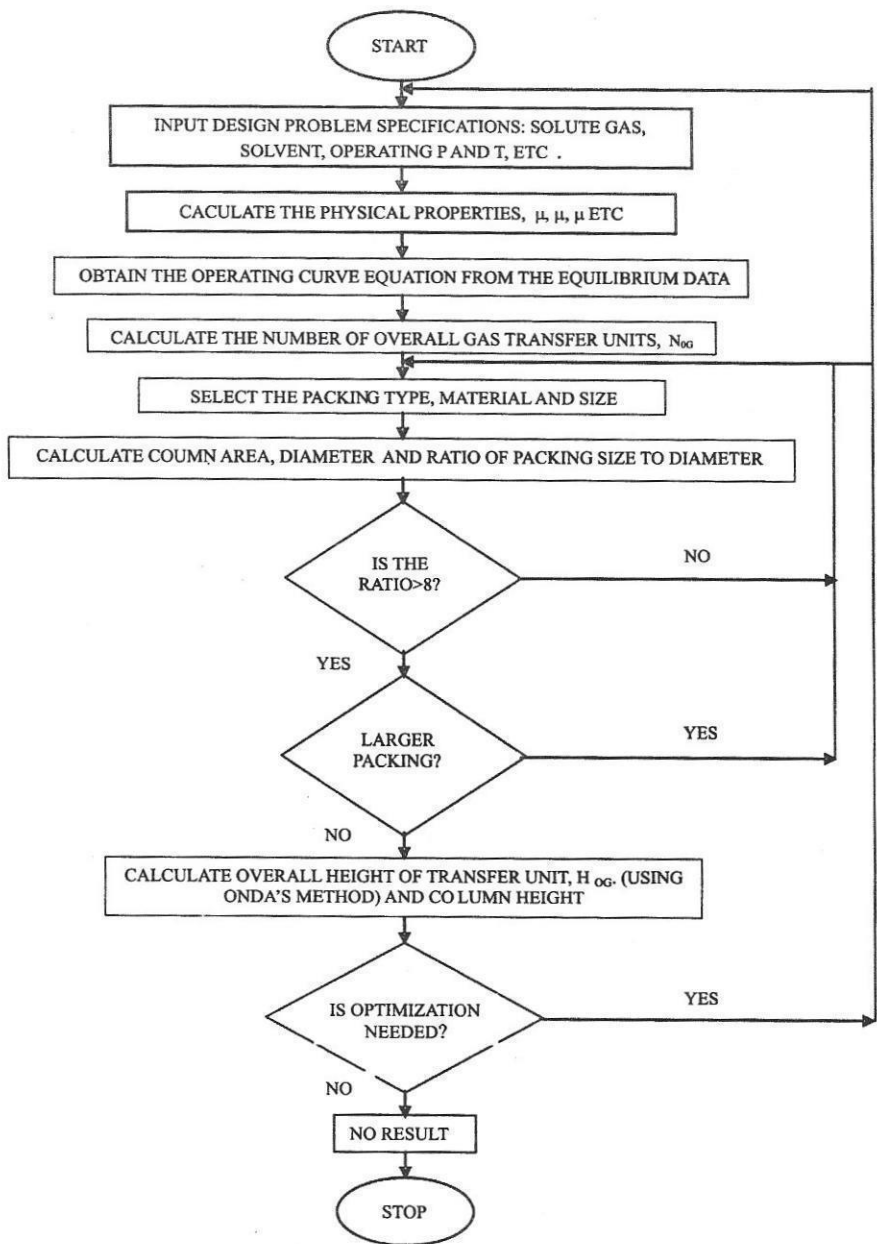 START
INPUT DESIGN PROBLEM SPECIFICATIONS: SOLUTE GAS,
SOLVENT, OPERATING P AND T, ETC .
CACULATE THE PHYSICAL PROPERTIES, μ, μ, μ ETC
OBTAIN THE OPERATING CURVE EQUATION FROM THE EQUILIBRIUM DATA
CALCULATE THE NUMBER OF OVERALL GAS TRANSFER UNITS, N0G
SELECT THE PACKING TYPE, MATERIAL AND SIZE
CALCULATE COUMN AREA, DIAMETER AND RATIO OF PACKING SIZE TO DIAMETER
IS THE
RATIO>8?
NO
YES
LARGER
PACKING?
YES
NO
CALCULATE OVERALL HEIGHT OF TRANSFER UNIT, H OG. (USING
ONDA'S METHOD) AND CO LUMN HEIGHT
IS OPTIMIZATION
NEEDED?
YES
NO
NO RESULT
STOP